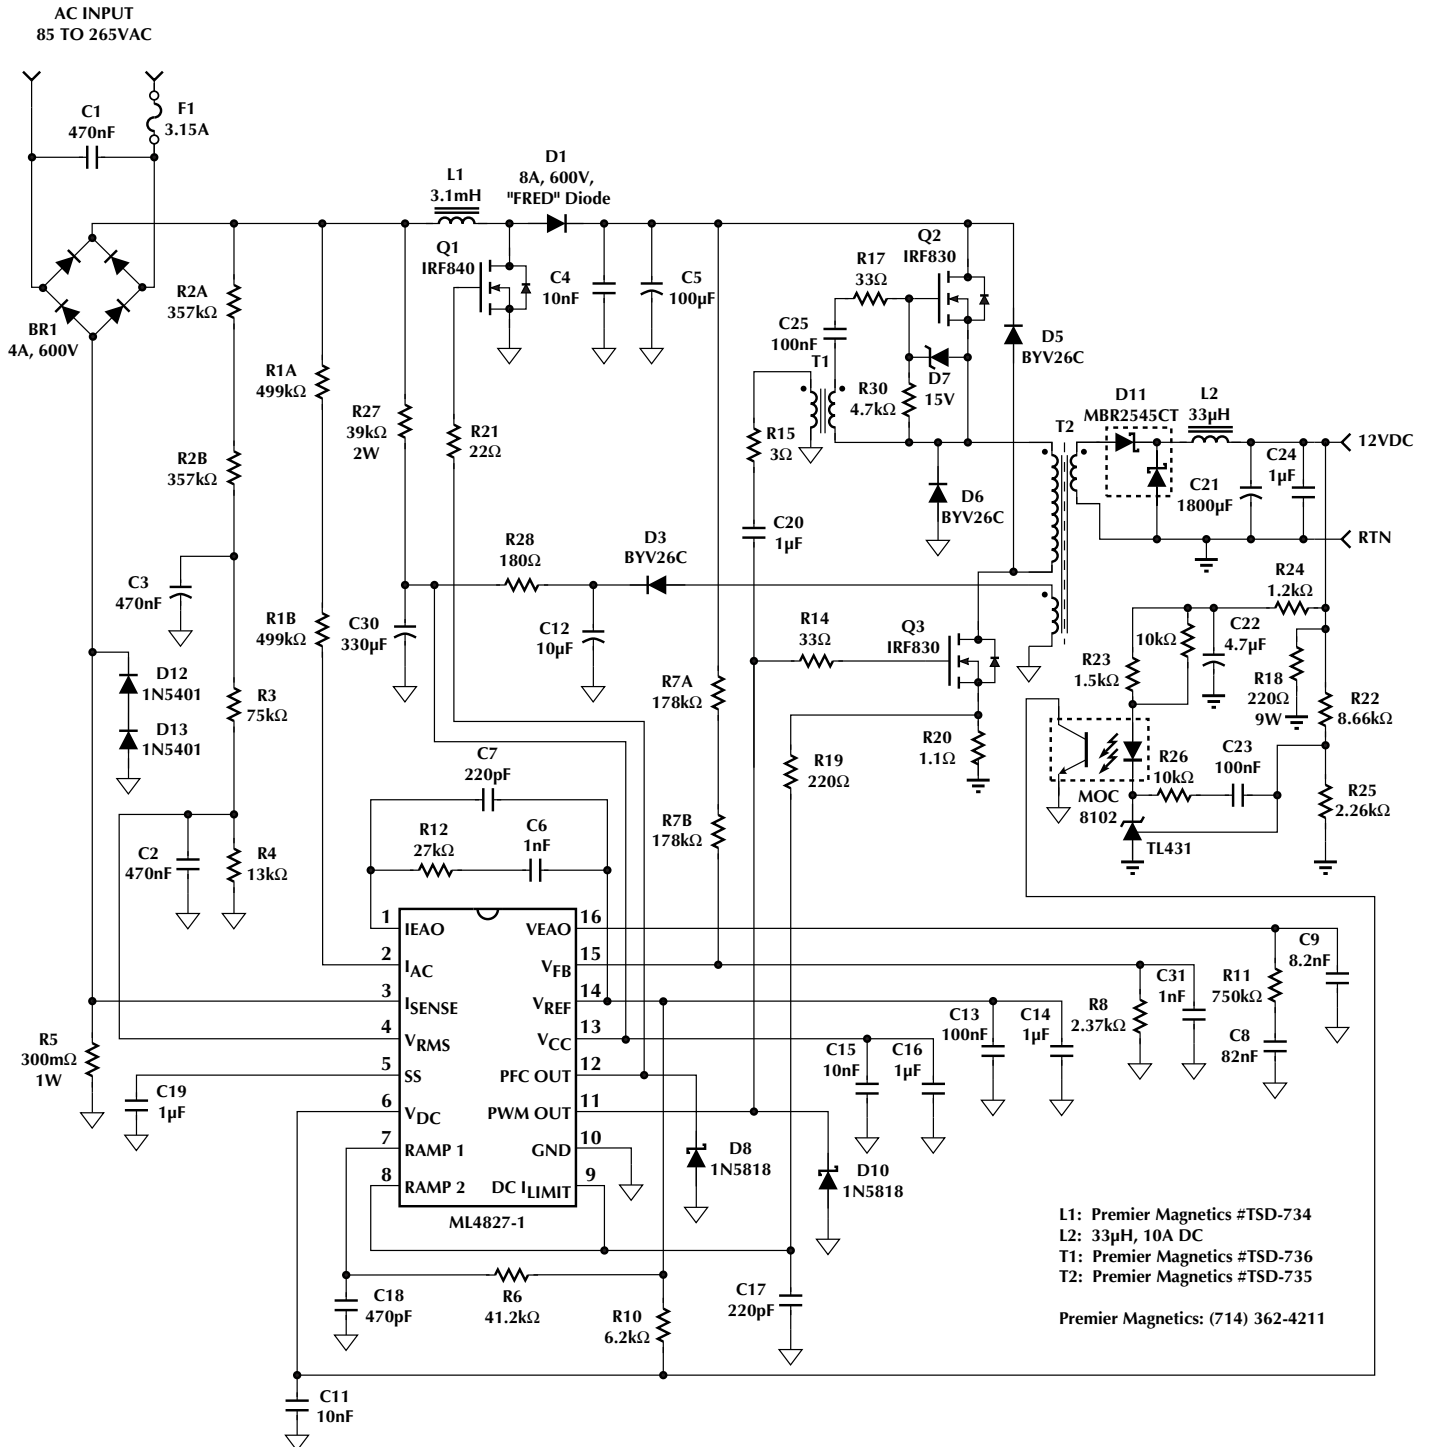 AC INPUT
85 TO 265VAC
C1
470nF
F1
3.15A
BR1
4A, 600V
R2A
357kΩ
R2B
357kΩ
R1A
499kΩ
R1B
499kΩ
R27
39kΩ
2W
L1
3.1mH
D1
8A, 600V,
"FRED" Diode
Q1
IRF840
C4
10nF
C5
100µF
R21
22Ω
R17
33Ω
Q2
IRF830
C25
100nF
T1
R30
4.7kΩ
D7
15V
D5
BYV26C
R15
3Ω
C20
1µF
D6
BYV26C
T2
D11
MBR2545CT
L2
33µH
12VDC
C24
1µF
C21
1800µF
RTN
R24
1.2kΩ
C22
4.7µF
10kΩ
R23
1.5kΩ
R18
220Ω
9W
R22
8.66kΩ
R26
10kΩ
C23
100nF
MOC
8102
TL431
R25
2.26kΩ
C3
470nF
D12
1N5401
D13
1N5401
R3
75kΩ
C2
470nF
R4
13kΩ
R28
180Ω
D3
BYV26C
C30
330µF
C12
10µF
R14
33Ω
Q3
IRF830
R7A
178kΩ
R7B
178kΩ
R19
220Ω
R20
1.1Ω
C7
220pF
R12
27kΩ
C6
1nF
1 IEAO VEAO 16
2 IAC VFB 15
3 ISENSE VREF 14
4 VRMS VCC 13
5 SS PFC OUT 12
6 VDC PWM OUT 11
7 RAMP 1 GND 10
8 RAMP 2 DC ILIMIT 9
ML4827-1
R5
300mΩ
1W
C19
1µF
C9
8.2nF
R11
750kΩ
C8
82nF
C31
1nF
R8
2.37kΩ
C13
100nF
C14
1µF
C15
10nF
C16
1µF
D8
1N5818
D10
1N5818
C18
470pF
R6
41.2kΩ
R10
6.2kΩ
C17
220pF
C11
10nF
L1: Premier Magnetics #TSD-734
L2: 33µH, 10A DC
T1: Premier Magnetics #TSD-736
T2: Premier Magnetics #TSD-735
Premier Magnetics: (714) 362-4211